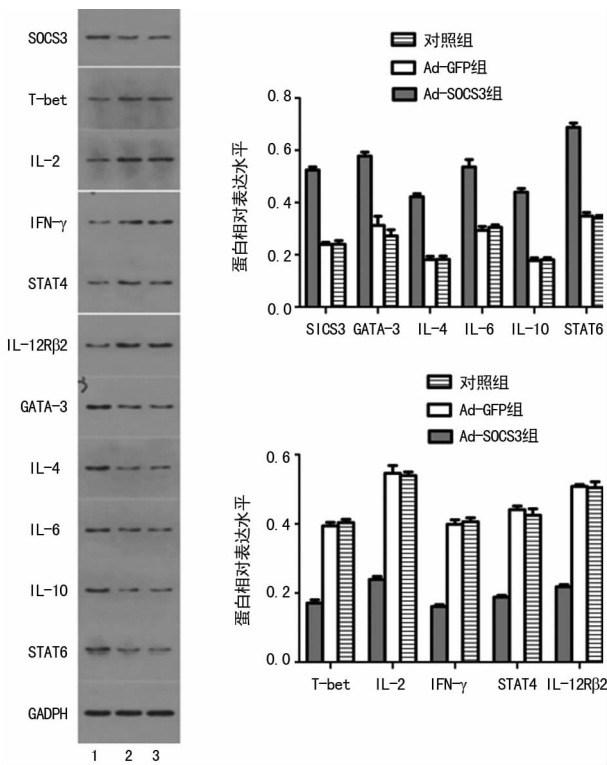 SOCS3
T-bet
IL-2
IFN-γ
STAT4
IL-12Rβ2
GATA-3
IL-4
IL-6
IL-10
STAT6
GADPH
1 2 3
对照组
Ad-GFP组
Ad-SOCS3组
蛋白相对表达水平
0.8
0.6
0.4
0.2
0.0
SICS3 GATA-3 IL-4 IL-6 IL-10 STAT6
对照组
Ad-GFP组
Ad-SOCS3组
蛋白相对表达水平
0.6
0.4
0.2
0.0
T-bet IL-2 IFN-γ STAT4 IL-12Rβ2